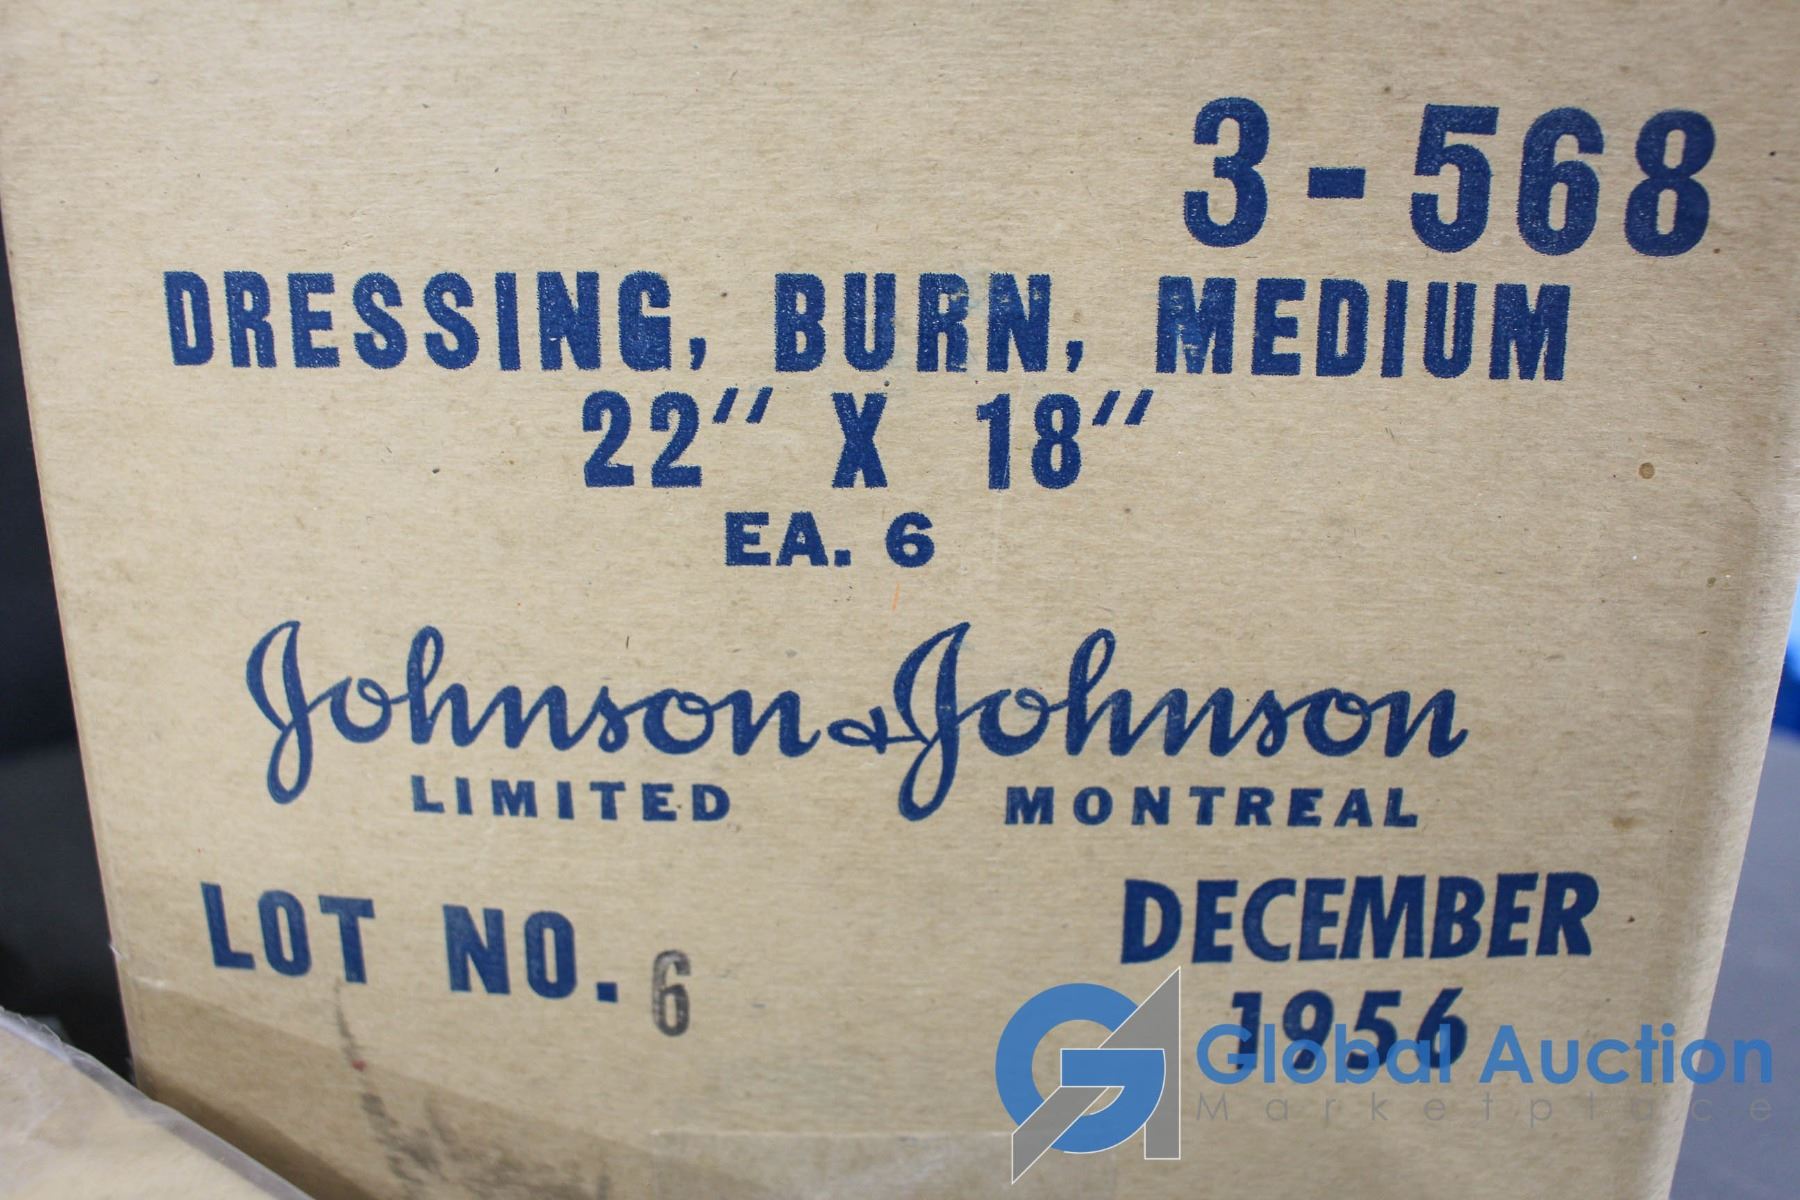 3-568
DRESSING, BURN, MEDIUM
22" X 18"
EA. 6
Johnson & Johnson
LIMITED MONTREAL
LOT NO. 6
DECEMBER
1956
Global Auction
Marketplace